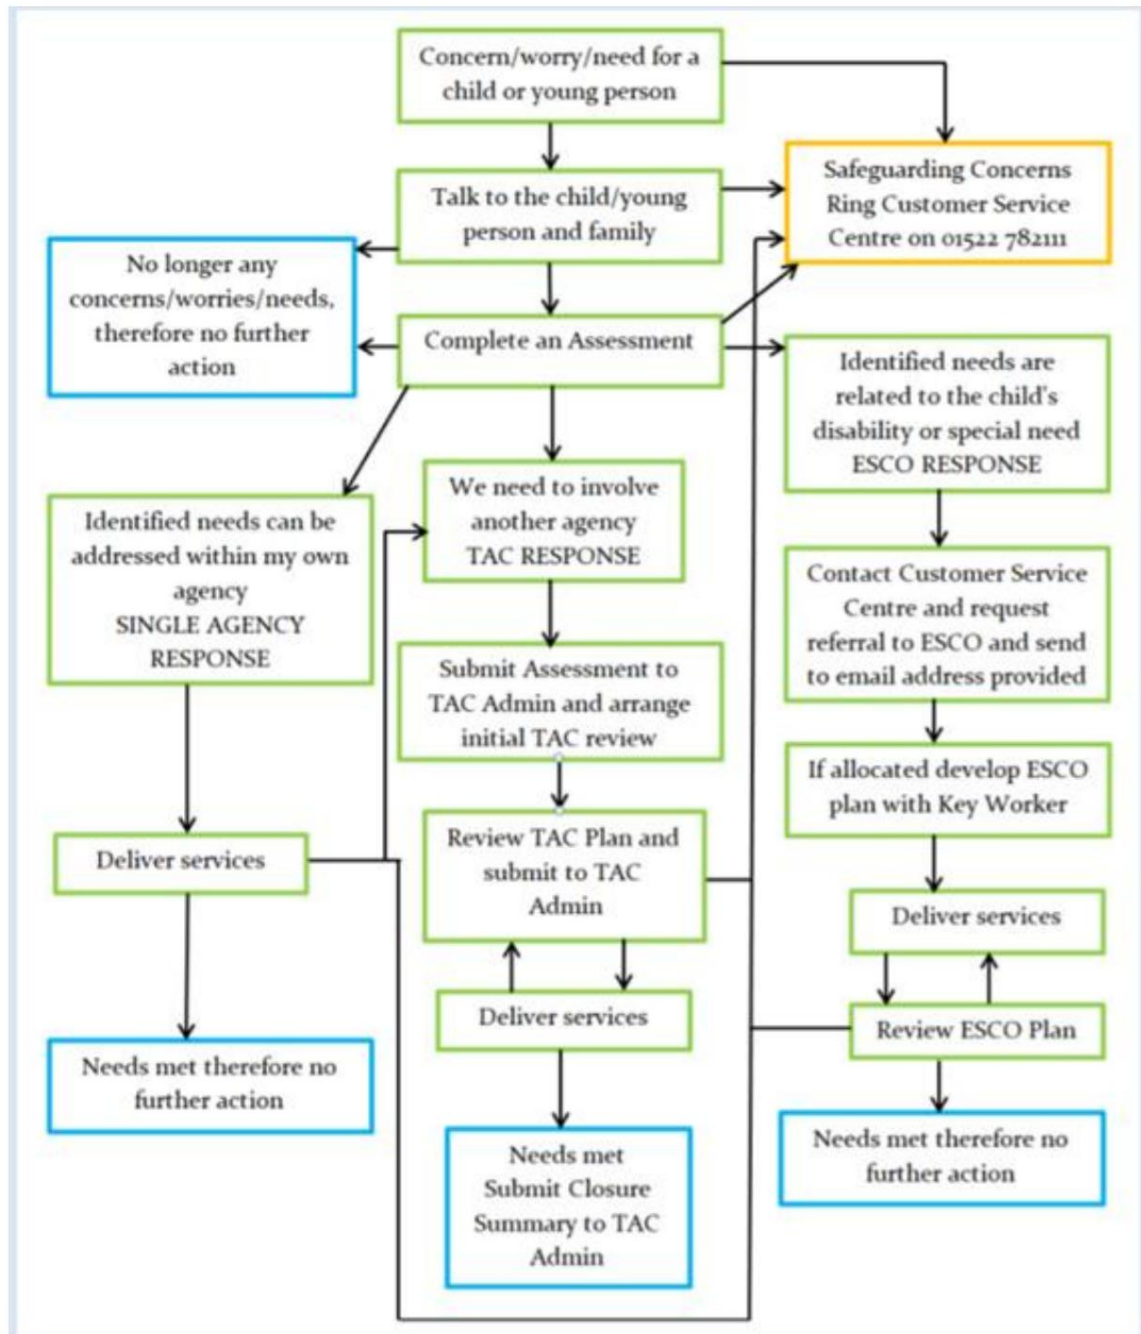 Concern/worry/need for a
child or young person
Safeguarding Concerns
Ring Customer Service
Centre on 01522 782111
Talk to the child/young
person and family
No longer any
concerns/worries/needs,
therefore no further
action
Complete an Assessment
Identified needs are
related to the child's
disability or special need
ESCO RESPONSE
We need to involve
another agency
TAC RESPONSE
Identified needs can be
addressed within my own
agency
SINGLE AGENCY
RESPONSE
Contact Customer Service
Centre and request
referral to ESCO and send
to email address provided
Submit Assessment to
TAC Admin and arrange
initial TAC review
If allocated develop ESCO
plan with Key Worker
Deliver services
Review TAC Plan and
submit to TAC
Admin
Deliver services
Deliver services
Review ESCO Plan
Needs met therefore no
further action
Needs met
Submit Closure
Summary to TAC
Admin
Needs met therefore no
further action